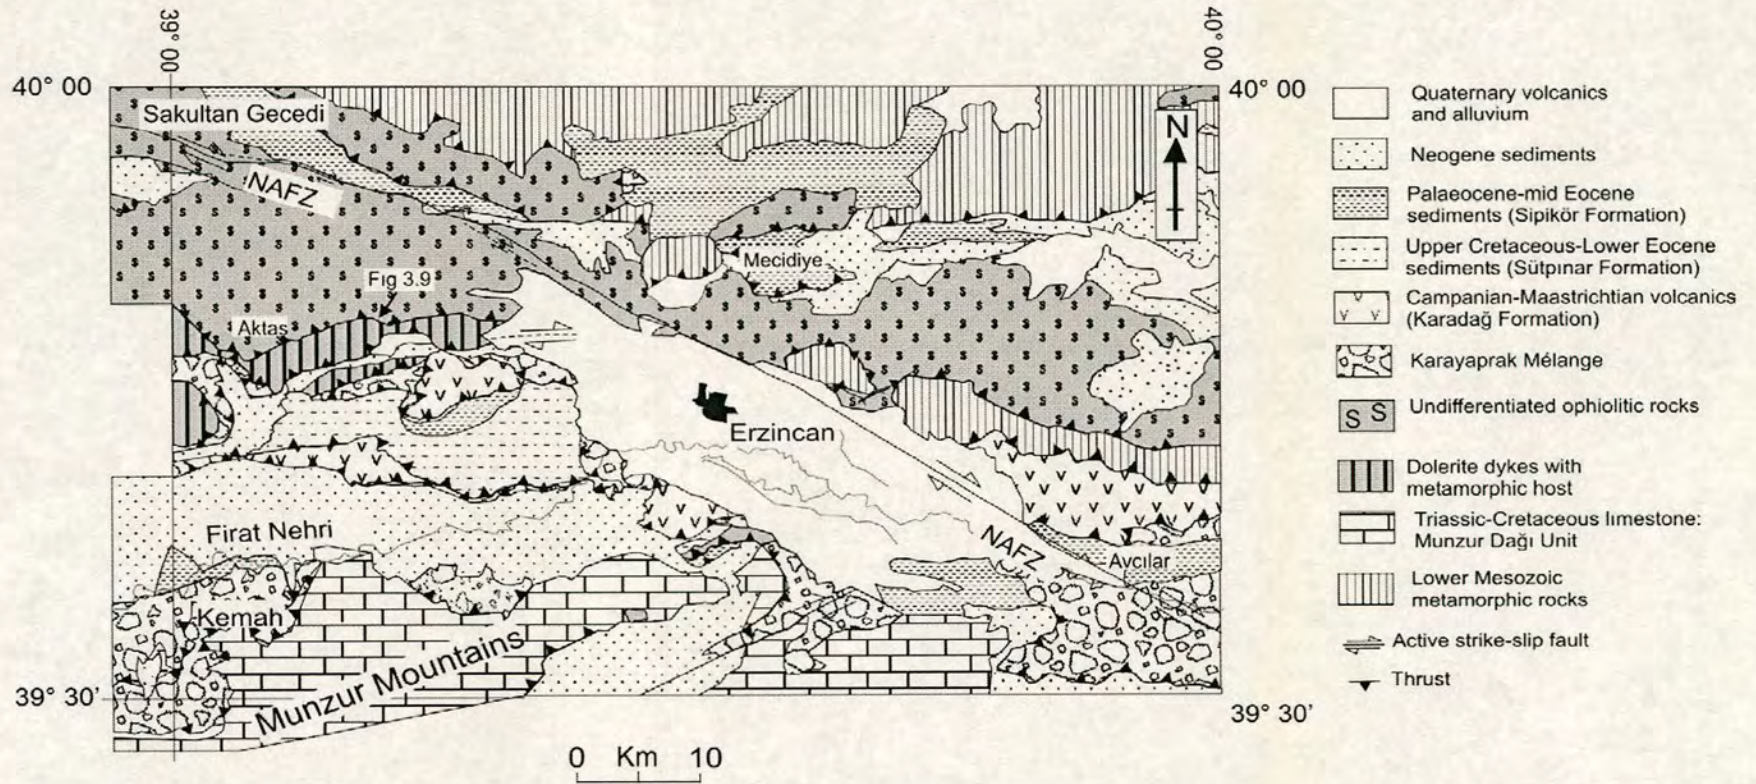 39° 00
40° 00
40° 00
40° 00
Sakultan Gecedi
N
NAFZ
Mecidiye
Fıg 3.9
Aktaş
Erzincan
Firat Nehri
NAFZ
Avcılar
Kemah
Munzur Mountains
39° 30'
39° 30'
0 Km 10
Quaternary volcanics
and alluvium
Neogene sediments
Palaeocene-mid Eocene
sediments (Sipikör Formation)
Upper Cretaceous-Lower Eocene
sediments (Sütpınar Formation)
Campanian-Maastrichtian volcanics
(Karadağ Formation)
Karayaprak Mélange
S S
Undifferentiated ophiolitic rocks
Dolerite dykes with
metamorphic host
Triassic-Cretaceous lımestone:
Munzur Dağı Unit
Lower Mesozoic
metamorphic rocks
Active strike-slip fault
Thrust